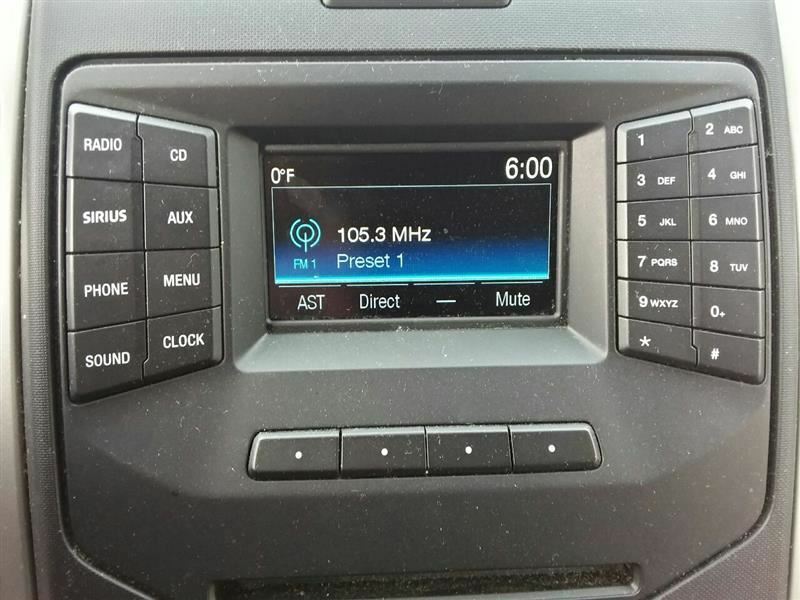 RADIO
CD
SIRIUS
AUX
PHONE
MENU
SOUND
CLOCK
0°F 6:00
105.3 MHz
FM 1 Preset 1
AST Direct — Mute
1
2 ABC
3 DEF
4 GHI
5 JKL
6 MNO
7 PQRS
8 TUV
9 WXYZ
0+
*
#